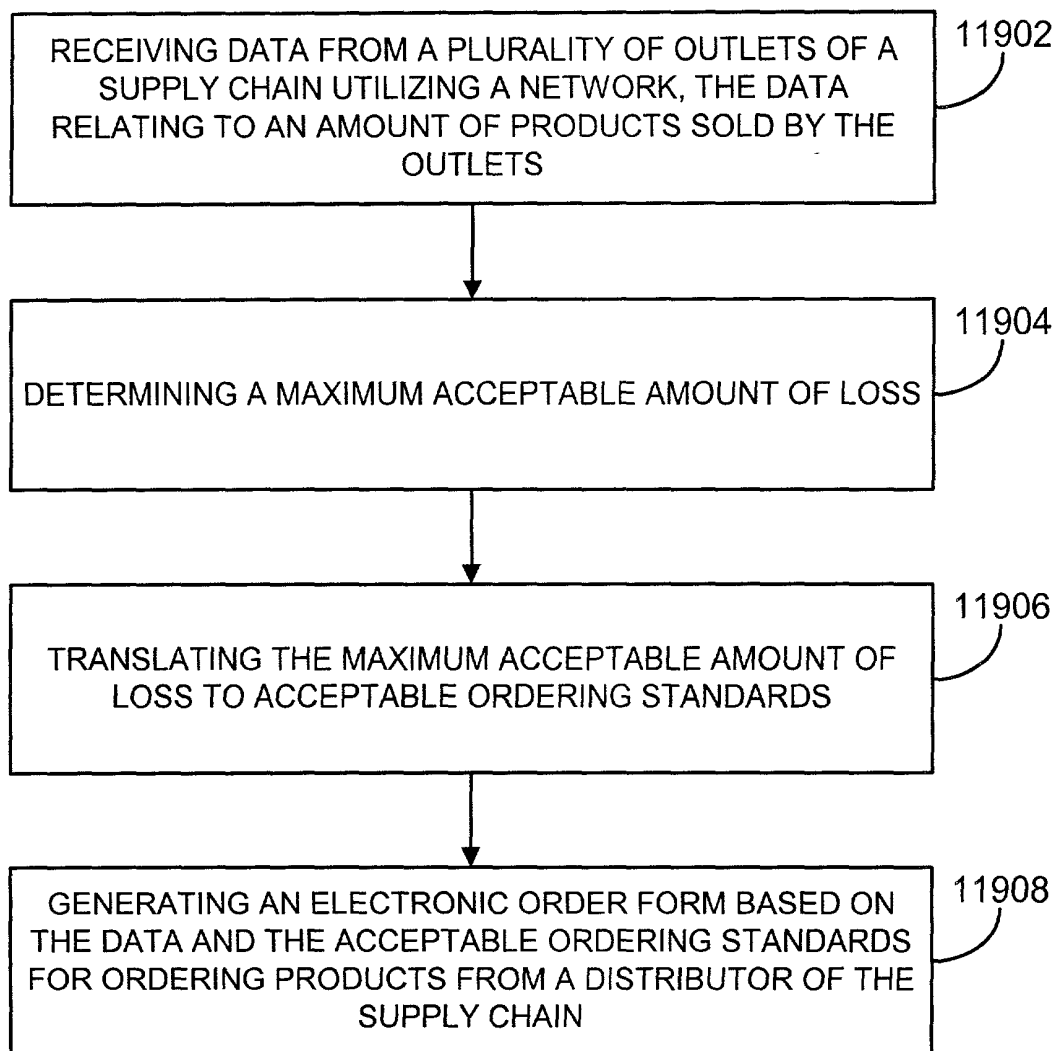 RECEIVING DATA FROM A PLURALITY OF OUTLETS OF A
SUPPLY CHAIN UTILIZING A NETWORK, THE DATA
RELATING TO AN AMOUNT OF PRODUCTS SOLD BY THE
OUTLETS
11902
DETERMINING A MAXIMUM ACCEPTABLE AMOUNT OF LOSS
11904
TRANSLATING THE MAXIMUM ACCEPTABLE AMOUNT OF
LOSS TO ACCEPTABLE ORDERING STANDARDS
11906
GENERATING AN ELECTRONIC ORDER FORM BASED ON
THE DATA AND THE ACCEPTABLE ORDERING STANDARDS
FOR ORDERING PRODUCTS FROM A DISTRIBUTOR OF THE
SUPPLY CHAIN
11908